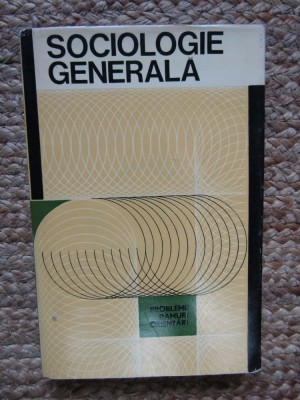 SOCIOLOGIE
GENERALĂ
PROBLEME
RAMURI
ORIENTĂRI